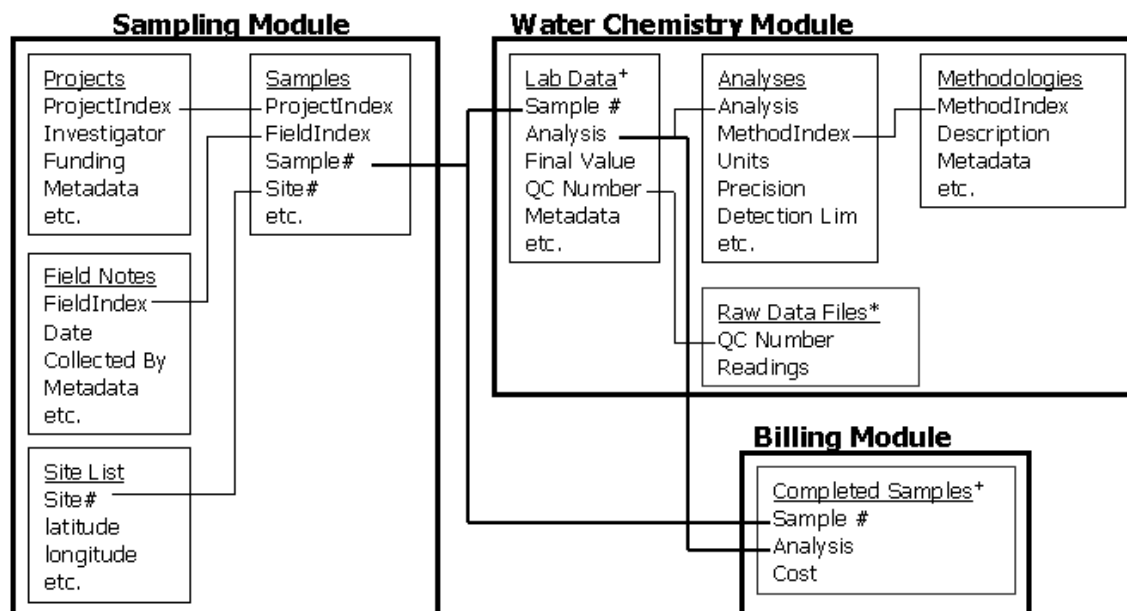 Sampling Module
Projects
ProjectIndex
Investigator
Funding
Metadata
etc.
Samples
ProjectIndex
FieldIndex
Sample#
Site#
etc.
Field Notes
FieldIndex
Date
Collected By
Metadata
etc.
Site List
Site#
latitude
longitude
etc.
Water Chemistry Module
Lab Data+
Sample #
Analysis
Final Value
QC Number
Metadata
etc.
Analyses
Analysis
MethodIndex
Units
Precision
Detection Lim
etc.
Methodologies
MethodIndex
Description
Metadata
etc.
Raw Data Files*
QC Number
Readings
Billing Module
Completed Samples+
Sample #
Analysis
Cost